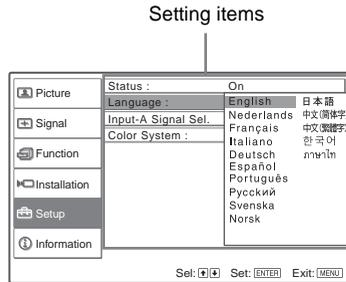 Setting items
Picture
Signal
Function
Installation
Setup
Information
Status : On
Language : English 日本語
Input-A Signal Sel. Nederlands 中文(简体字
Color System : Français 中文(繁體字
Italiano 한국어
Deutsch ภาษาไทย
Español
Português
Русский
Svenska
Norsk
Sel: Set: ENTER Exit: MENU